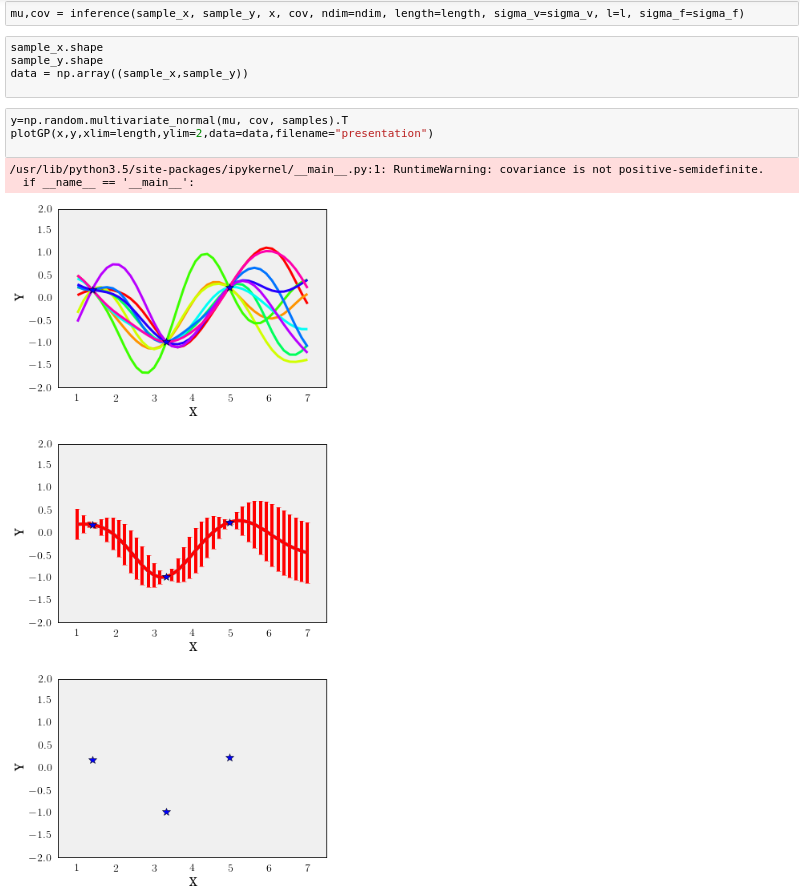 mu,cov = inference(sample_x, sample_y, x, cov, ndim=ndim, length=length, sigma_v=sigma_v, l=l, sigma_f=sigma_f)
sample_x.shape
sample_y.shape
data = np.array((sample_x,sample_y))
y=np.random.multivariate_normal(mu, cov, samples).T
plotGP(x,y,xlim=length,ylim=2,data=data,filename="presentation")
/usr/lib/python3.5/site-packages/ipykernel/__main__.py:1: RuntimeWarning: covariance is not positive-semidefinite.
if __name__ == '__main__':
2.0
1.5
1.0
0.5
0.0
−0.5
−1.0
−1.5
−2.0
Y
1 2 3 4 5 6 7
X
2.0
1.5
1.0
0.5
0.0
−0.5
−1.0
−1.5
−2.0
Y
1 2 3 4 5 6 7
X
2.0
1.5
1.0
0.5
0.0
−0.5
−1.0
−1.5
−2.0
Y
1 2 3 4 5 6 7
X